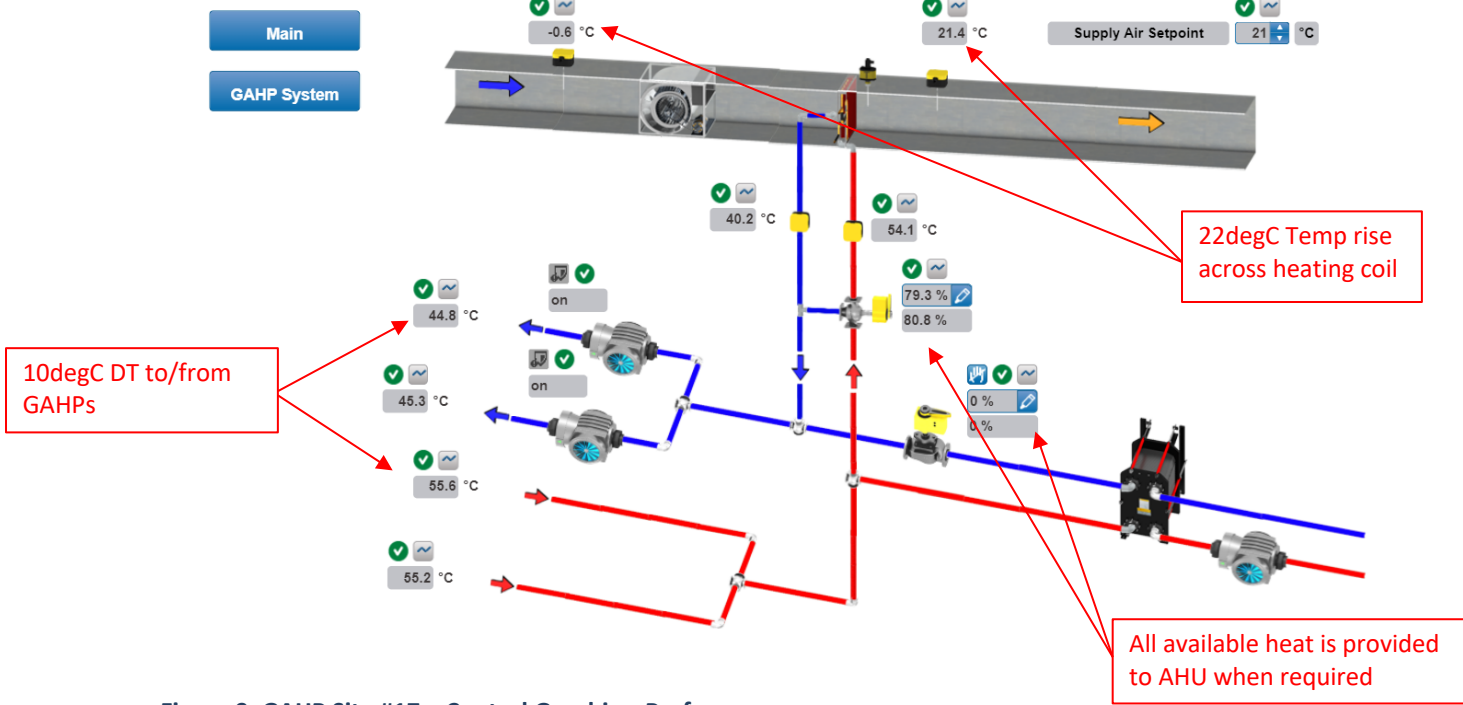 Main
GAHP System
-0.6 °C
21.4 °C
Supply Air Setpoint 21 °C
40.2 °C
54.1 °C
22degC Temp rise
across heating coil
79.3 %
80.8 %
on
44.8 °C
on
45.3 °C
10degC DT to/from
GAHPs
0 %
0 %
55.6 °C
55.2 °C
All available heat is provided
to AHU when required